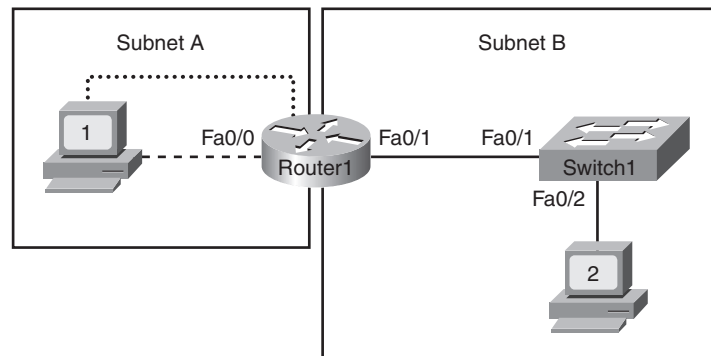 Subnet A
Subnet B
1
Fa0/0
Router1
Fa0/1
Fa0/1
Switch1
Fa0/2
2